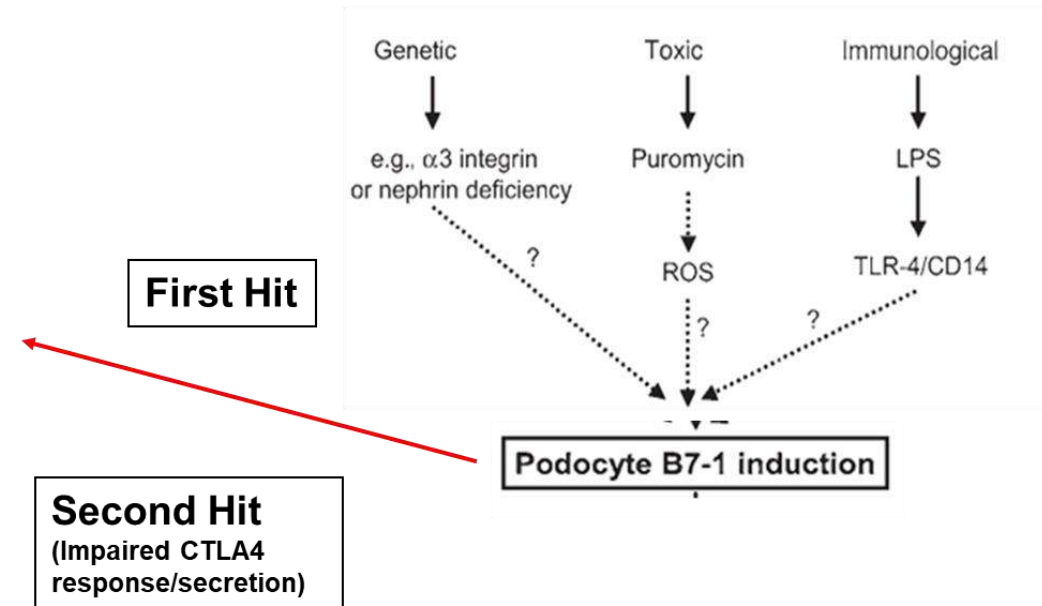 Genetic
Toxic
Immunological
e.g., α3 integrin
or nephrin deficiency
Puromycin
LPS
?
ROS
TLR-4/CD14
First Hit
?
?
Podocyte B7-1 induction
Second Hit
(Impaired CTLA4
response/secretion)